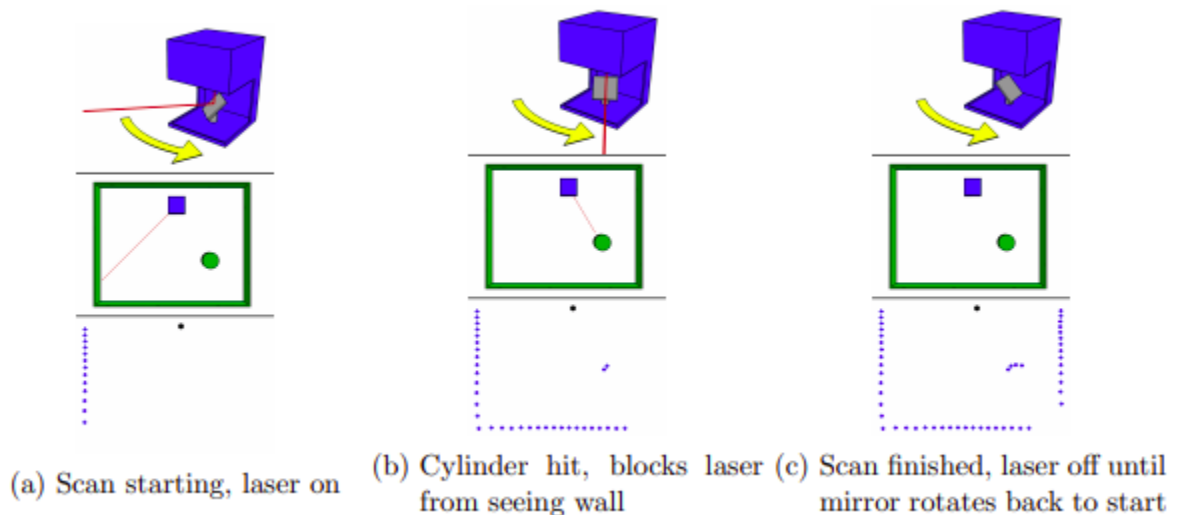 (a) Scan starting, laser on
(b) Cylinder hit, blocks laser
from seeing wall
(c) Scan finished, laser off until
mirror rotates back to start